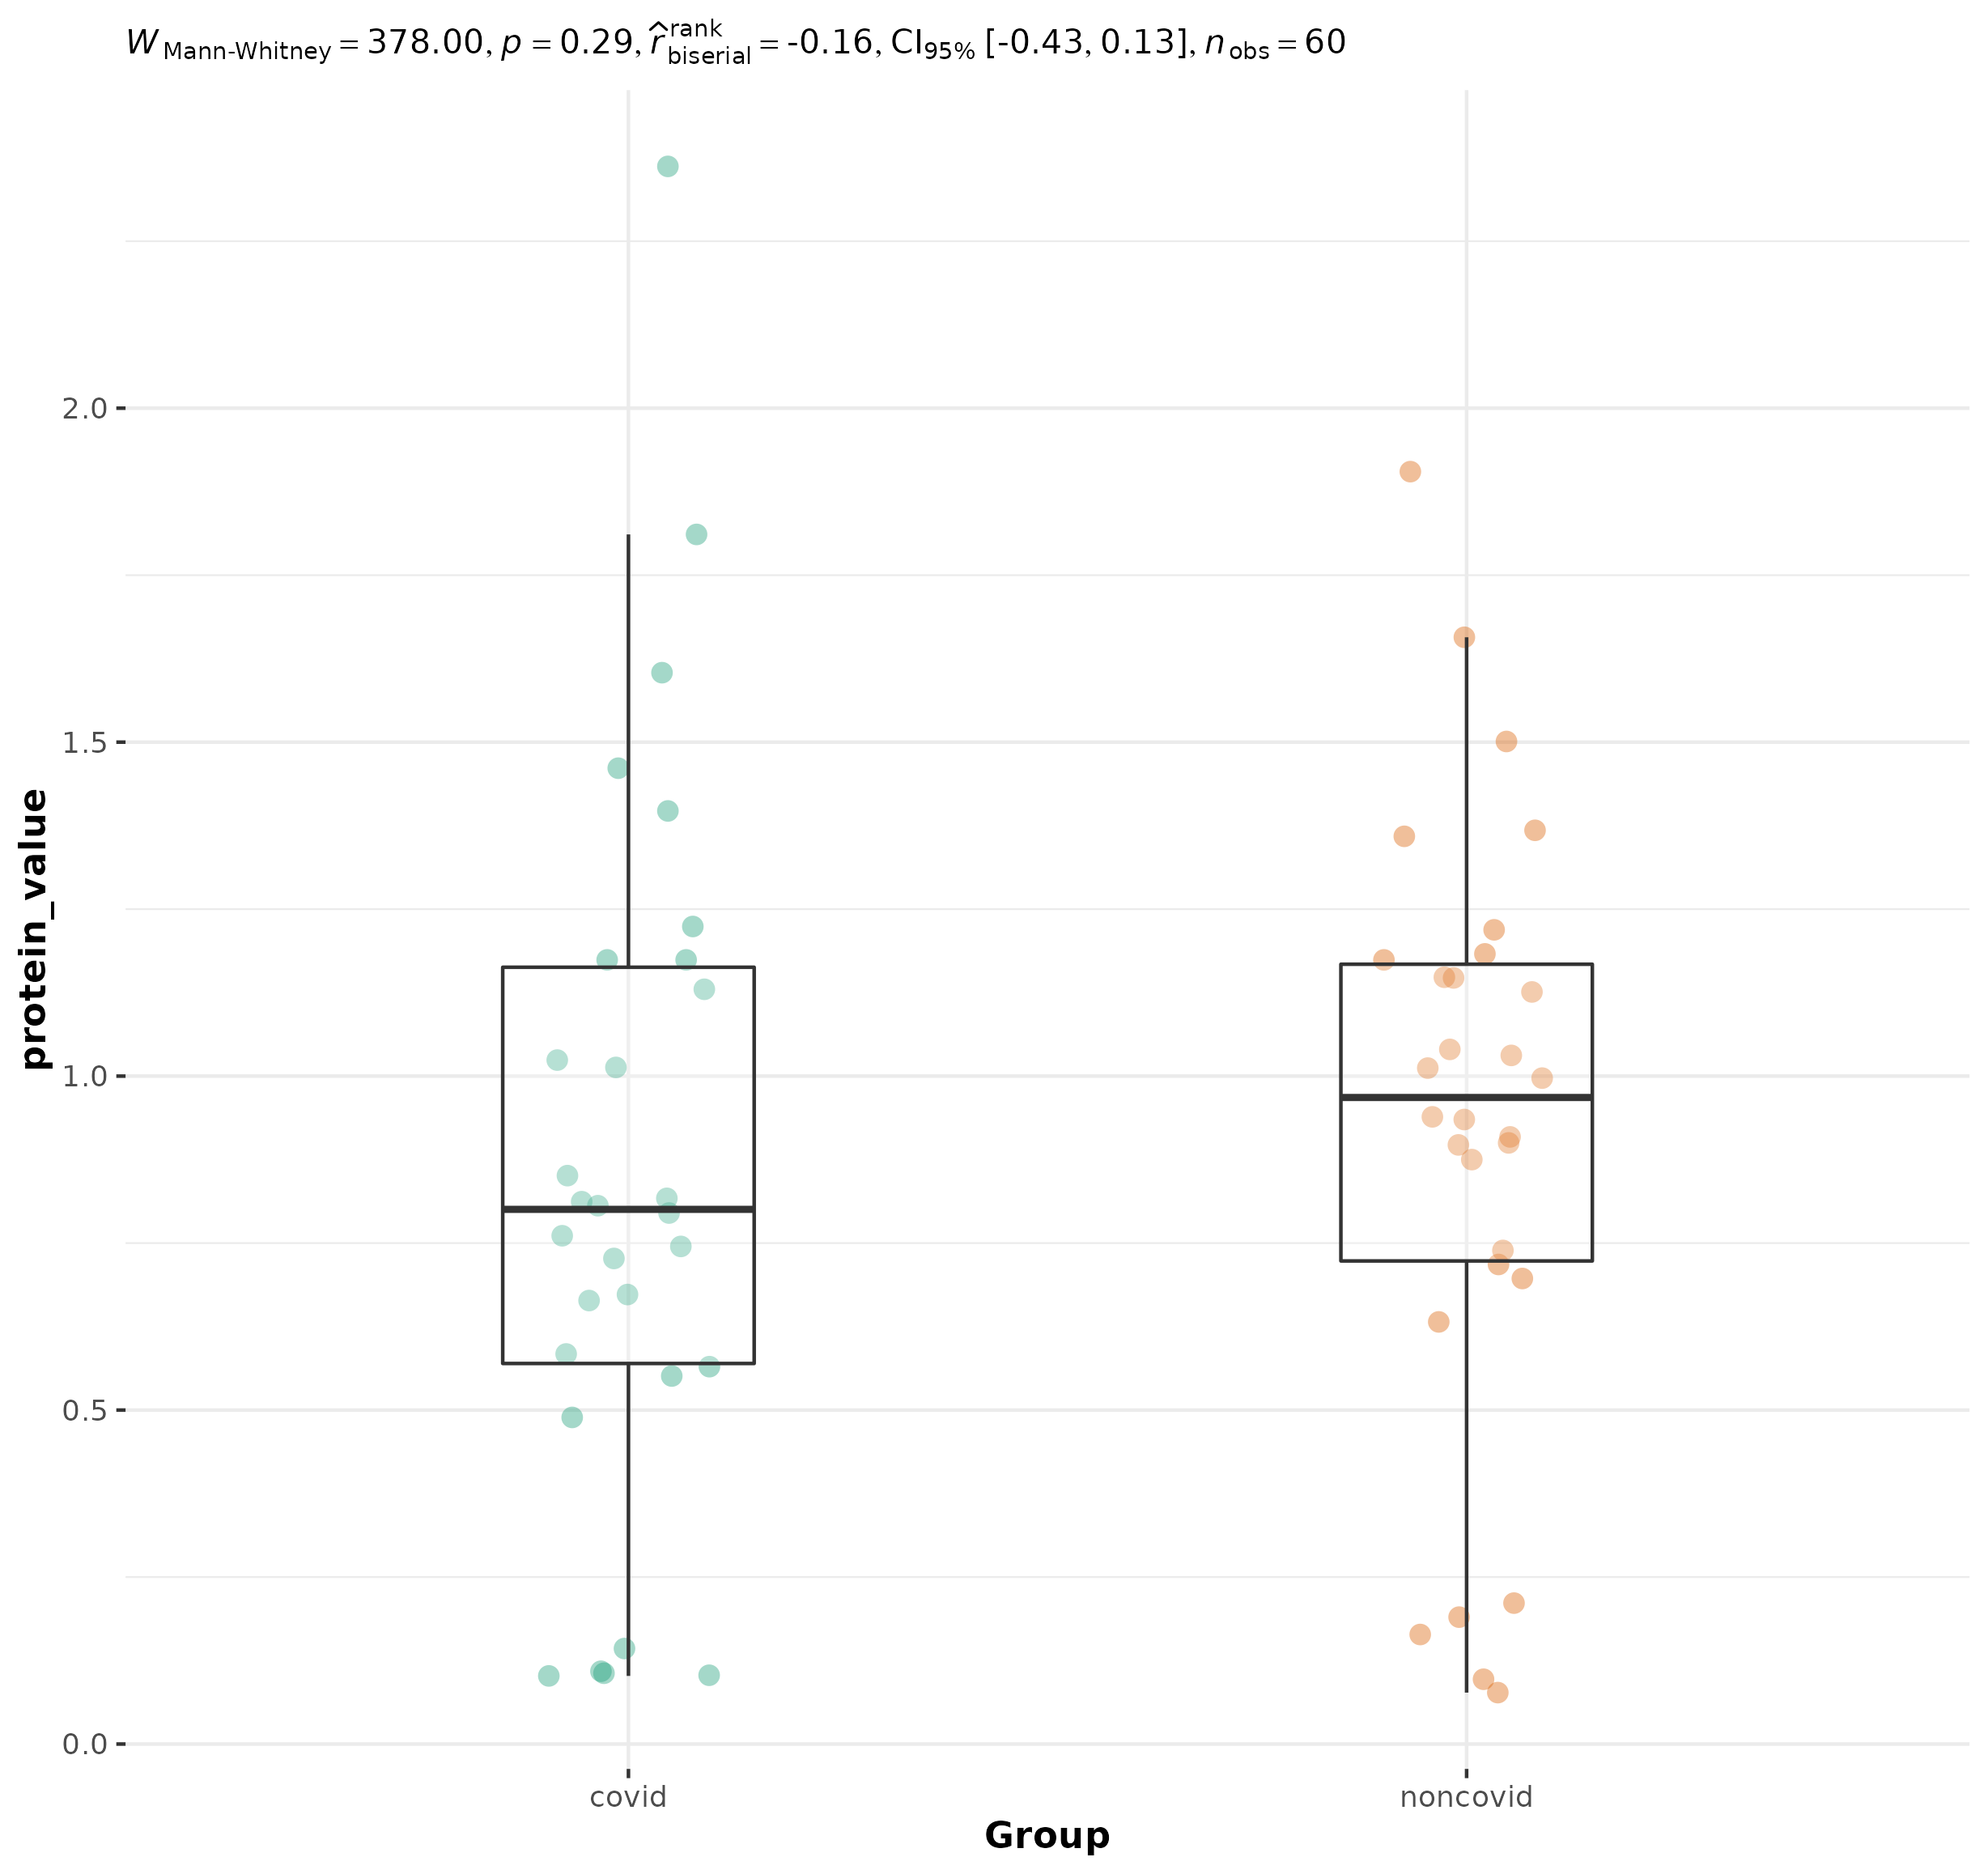 W Mann-Whitney = 378.00, p = 0.29, r̂ rank biserial = -0.16, CI95% [-0.43, 0.13], n obs = 60
protein_value
2.0
1.5
1.0
0.5
0.0
covid noncovid
Group